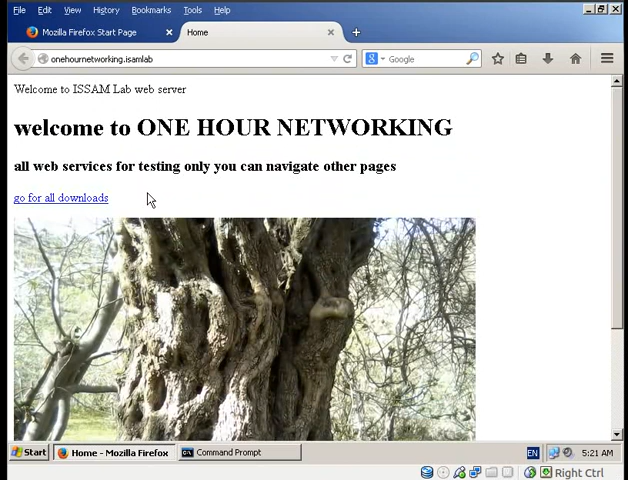 File Edit View History Bookmarks Tools Help
Mozilla Firefox Start Page
Home
onehournetworking.isamlab
Google
Welcome to ISSAM Lab web server
welcome to ONE HOUR NETWORKING
all web services for testing only you can navigate other pages
go for all downloads
Start
Home - Mozilla Firefox
Command Prompt
EN
5:21 AM
Right Ctrl